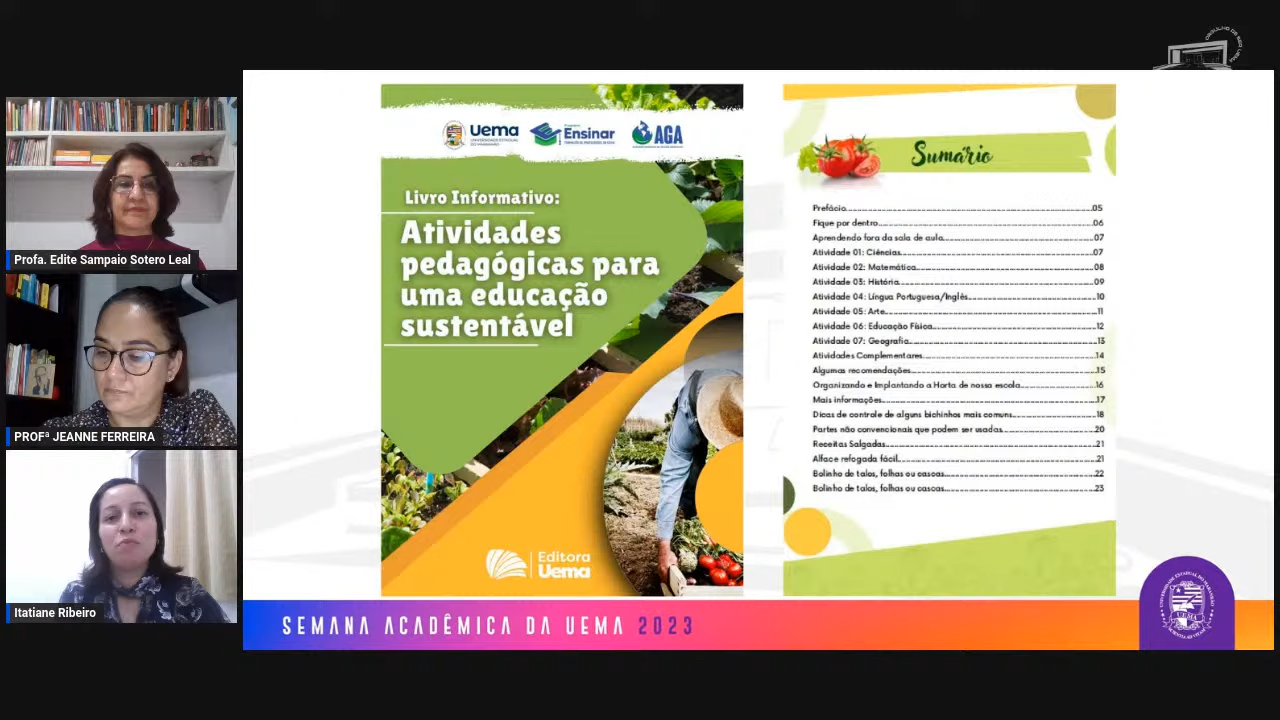 Profa. Edite Sampaio Sotero Leal
PROFª JEANNE FERREIRA
Itatiane Ribeiro
Uema
UNIVERSIDADE ESTADUAL
DO MARANHÃO
Ensinar
AGA
Livro Informativo:
Atividades
pedagógicas para
uma educação
sustentável
Editora
Uema
Sumário
Prefácio 05
Fique por dentro 06
Aprendendo fora da sala de aula 07
Atividade 01: Ciências 07
Atividade 02: Matemática 08
Atividade 03: História 09
Atividade 04: Língua Portuguesa/Inglês 10
Atividade 05: Arte 11
Atividade 06: Educação Física 12
Atividade 07: Geografia 13
Atividades Complementares 14
Algumas recomendações 15
Organizando e Implantando a Horta de nossa escola 16
Mais informações 17
Dicas de controle de alguns bichinhos mais comuns 18
Partes não convencionais que podem ser usadas 20
Receitas Salgadas 21
Alface refogada fácil 21
Bolinho de talos, folhas ou cascas 22
Bolinho de talos, folhas ou cascas 23
SEMANA ACADÊMICA DA UEMA 2023